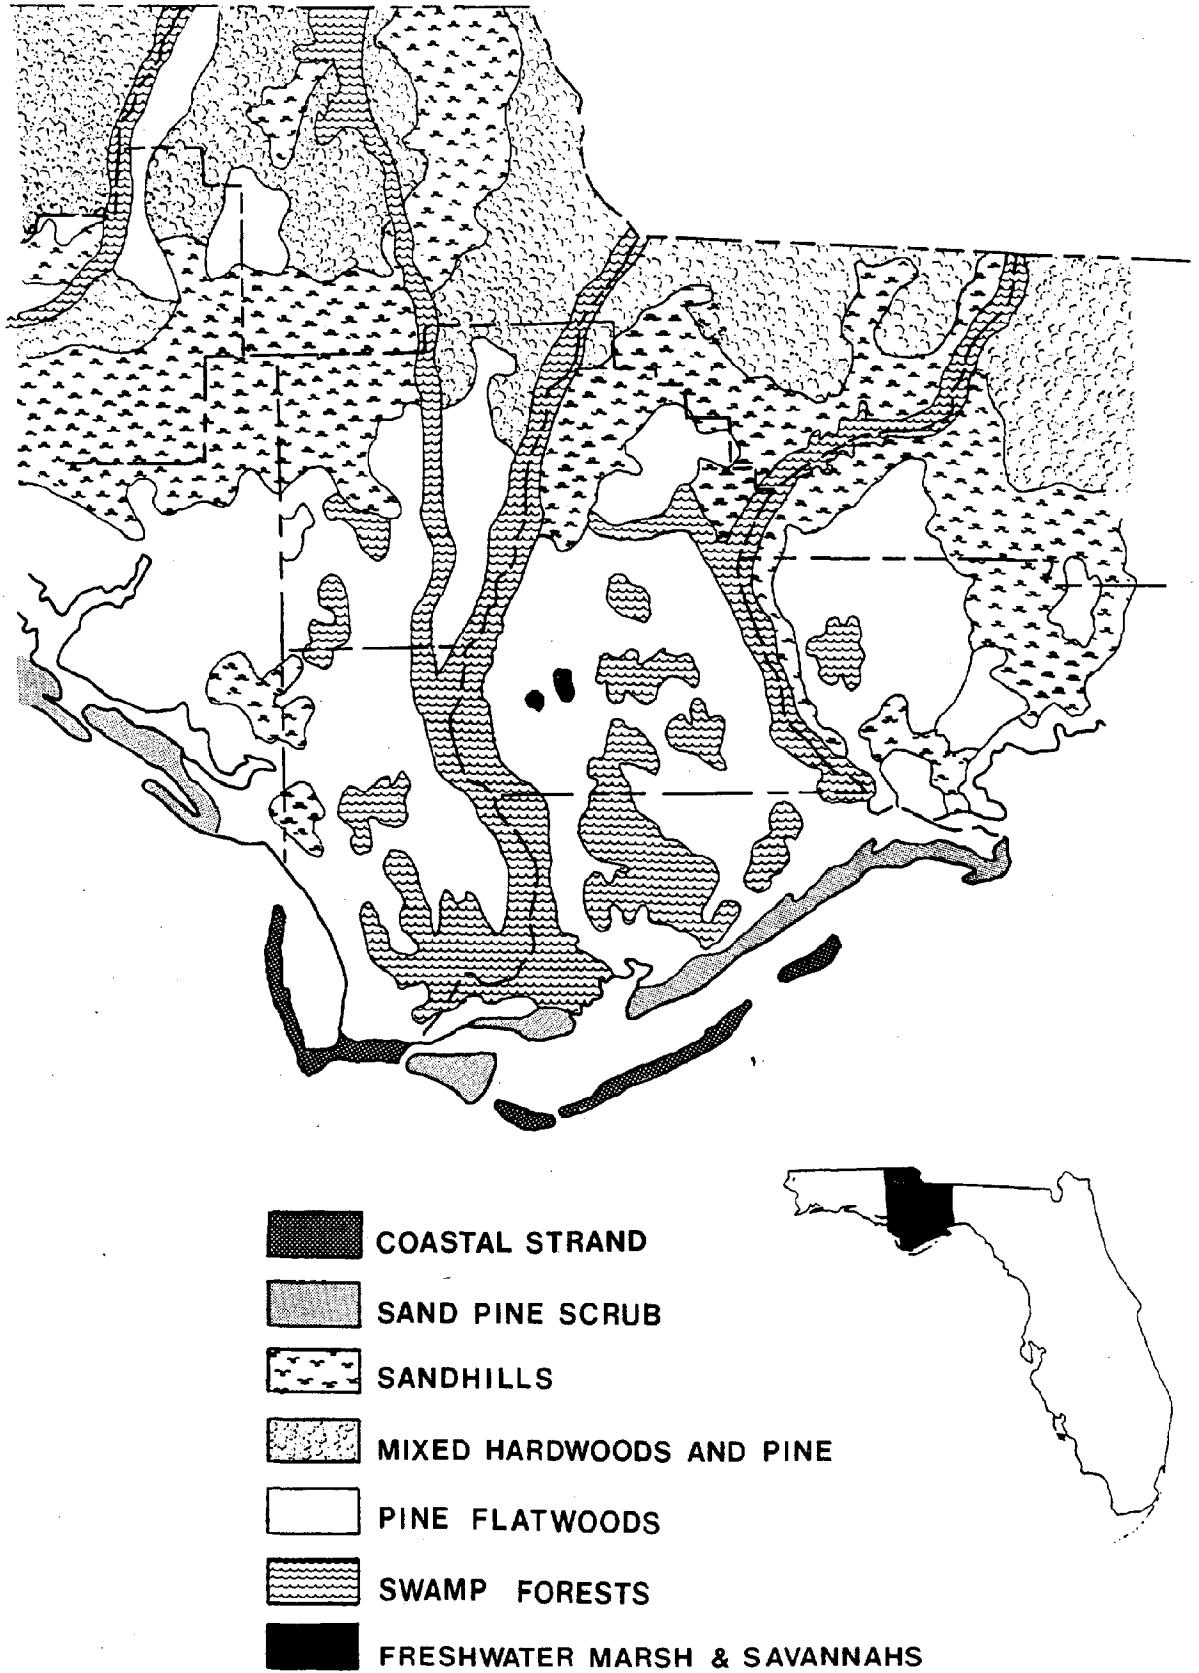 COASTAL STRAND
SAND PINE SCRUB
SANDHILLS
MIXED HARDWOODS AND PINE
PINE FLATWOODS
SWAMP FORESTS
FRESHWATER MARSH & SAVANNAHS